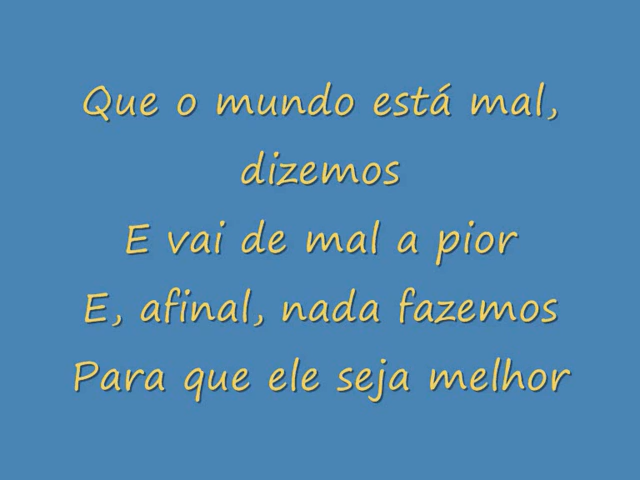 Que o mundo está mal,
dizemos
E vai de mal a pior
E, afinal, nada fazemos
Para que ele seja melhor